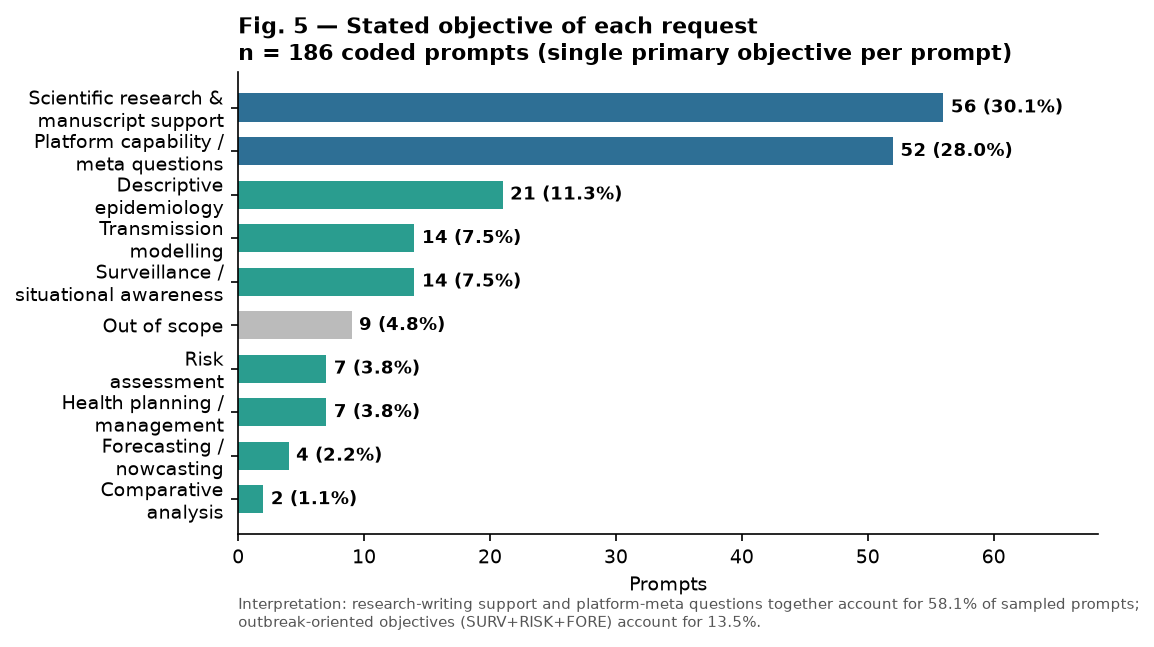 Fig. 5 — Stated objective of each request
n = 186 coded prompts (single primary objective per prompt)
Scientific research &
manuscript support
56 (30.1%)
Platform capability /
meta questions
52 (28.0%)
Descriptive
epidemiology
21 (11.3%)
Transmission
modelling
14 (7.5%)
Surveillance /
situational awareness
14 (7.5%)
Out of scope
9 (4.8%)
Risk
assessment
7 (3.8%)
Health planning /
management
7 (3.8%)
Forecasting /
nowcasting
4 (2.2%)
Comparative
analysis
2 (1.1%)
0 10 20 30 40 50 60
Prompts
Interpretation: research-writing support and platform-meta questions together account for 58.1% of sampled prompts;
outbreak-oriented objectives (SURV+RISK+FORE) account for 13.5%.